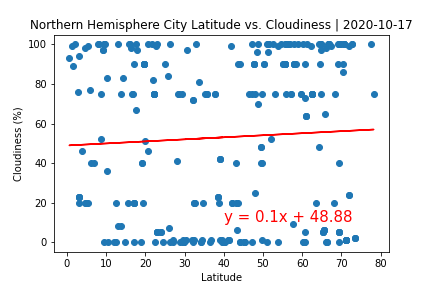 Northern Hemisphere City Latitude vs. Cloudiness | 2020-10-17
100
80
60
40
20
0
Cloudiness (%)
y = 0.1x + 48.88
0 10 20 30 40 50 60 70 80
Latitude